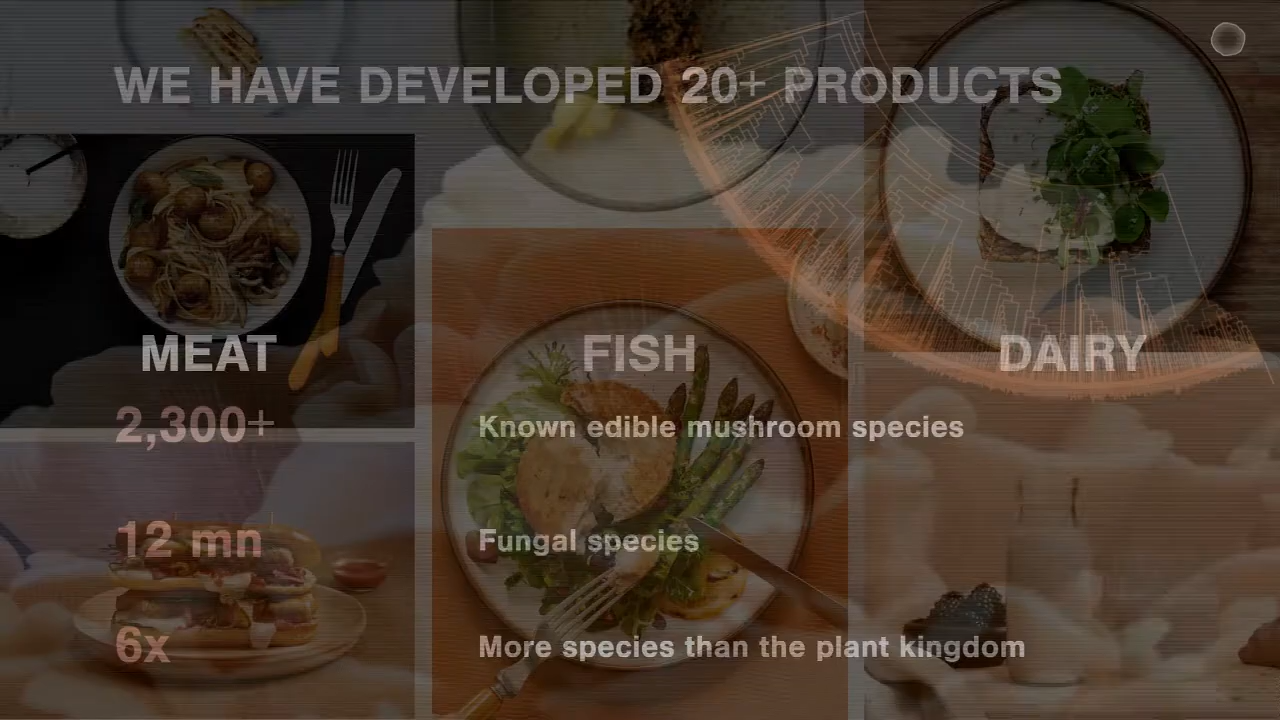 WE HAVE DEVELOPED 20+ PRODUCTS
MEAT
FISH
DAIRY
2,300+
Known edible mushroom species
12 mn
Fungal species
6x
More species than the plant kingdom